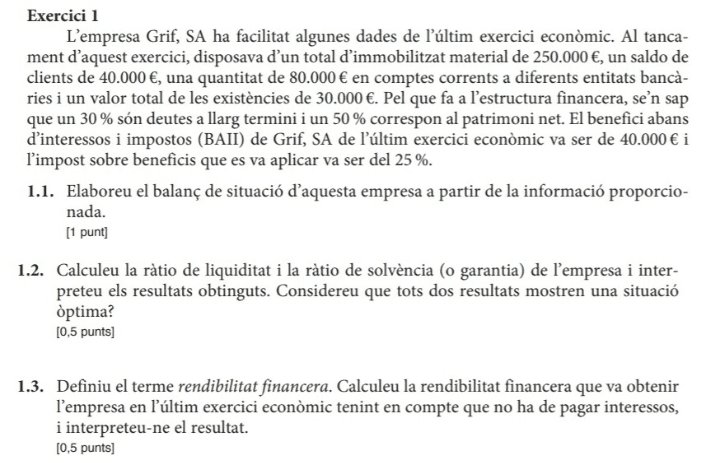 Exercici 1
L’empresa Grif, SA ha facilitat algunes dades de l’últim exercici econòmic. Al tanca-
ment d’aquest exercici, disposava d’un total d’immobilitzat material de 250.000 €, un saldo de
clients de 40.000 €, una quantitat de 80.000 € en comptes corrents a diferents entitats bancà-
ries i un valor total de les existències de 30.000 €. Pel que fa a l’estructura financera, se’n sap
que un 30 % són deutes a llarg termini i un 50 % correspon al patrimoni net. El benefici abans
d’interessos i impostos (BAII) de Grif, SA de l’últim exercici econòmic va ser de 40.000 € i
l’impost sobre beneficis que es va aplicar va ser del 25 %.
1.1. Elaboreu el balanç de situació d’aquesta empresa a partir de la informació proporcio-
nada.
[1 punt]
1.2. Calculeu la ràtio de liquiditat i la ràtio de solvència (o garantia) de l’empresa i inter-
preteu els resultats obtinguts. Considereu que tots dos resultats mostren una situació
òptima?
[0,5 punts]
1.3. Definiu el terme rendibilitat financera. Calculeu la rendibilitat financera que va obtenir
l’empresa en l’últim exercici econòmic tenint en compte que no ha de pagar interessos,
i interpreteu-ne el resultat.
[0,5 punts]